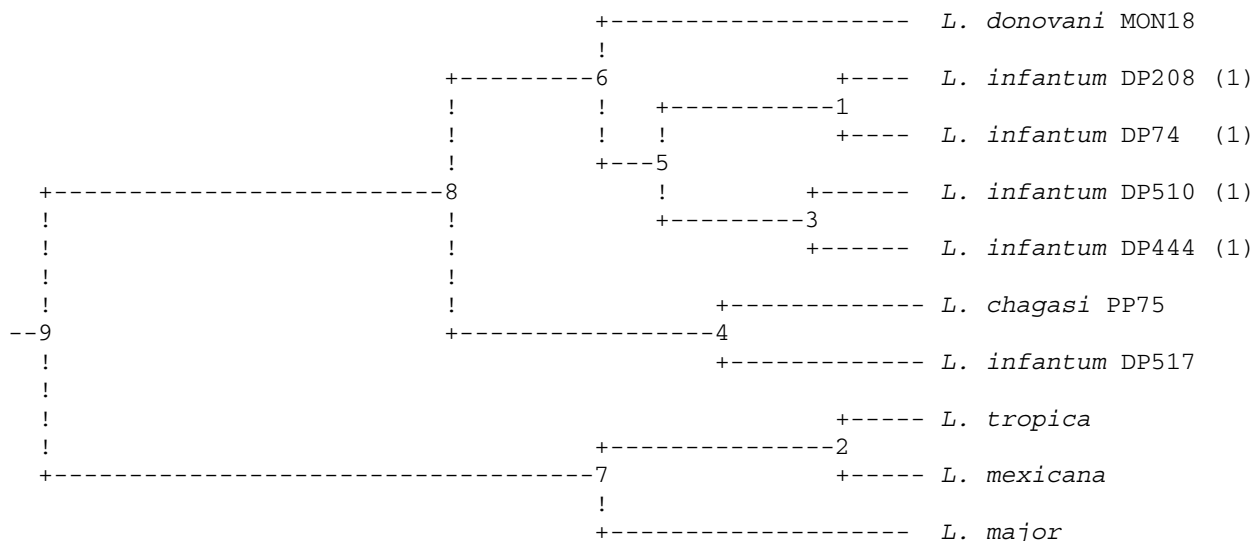 +-------------------- L. donovani MON18
!
+---------6 +---- L. infantum DP208 (1)
! ! +-----------1
! ! ! +---- L. infantum DP74 (1)
! +---5
+-----------------------8 ! +------ L. infantum DP510 (1)
! ! +---------3
! ! +------ L. infantum DP444 (1)
! !
! ! +------------- L. chagasi PP75
--9 +-----------------4
! +------------- L. infantum DP517
!
! +----- L. tropica
! +---------------2
+----------------------------------7 +----- L. mexicana
!
+-------------------- L. major